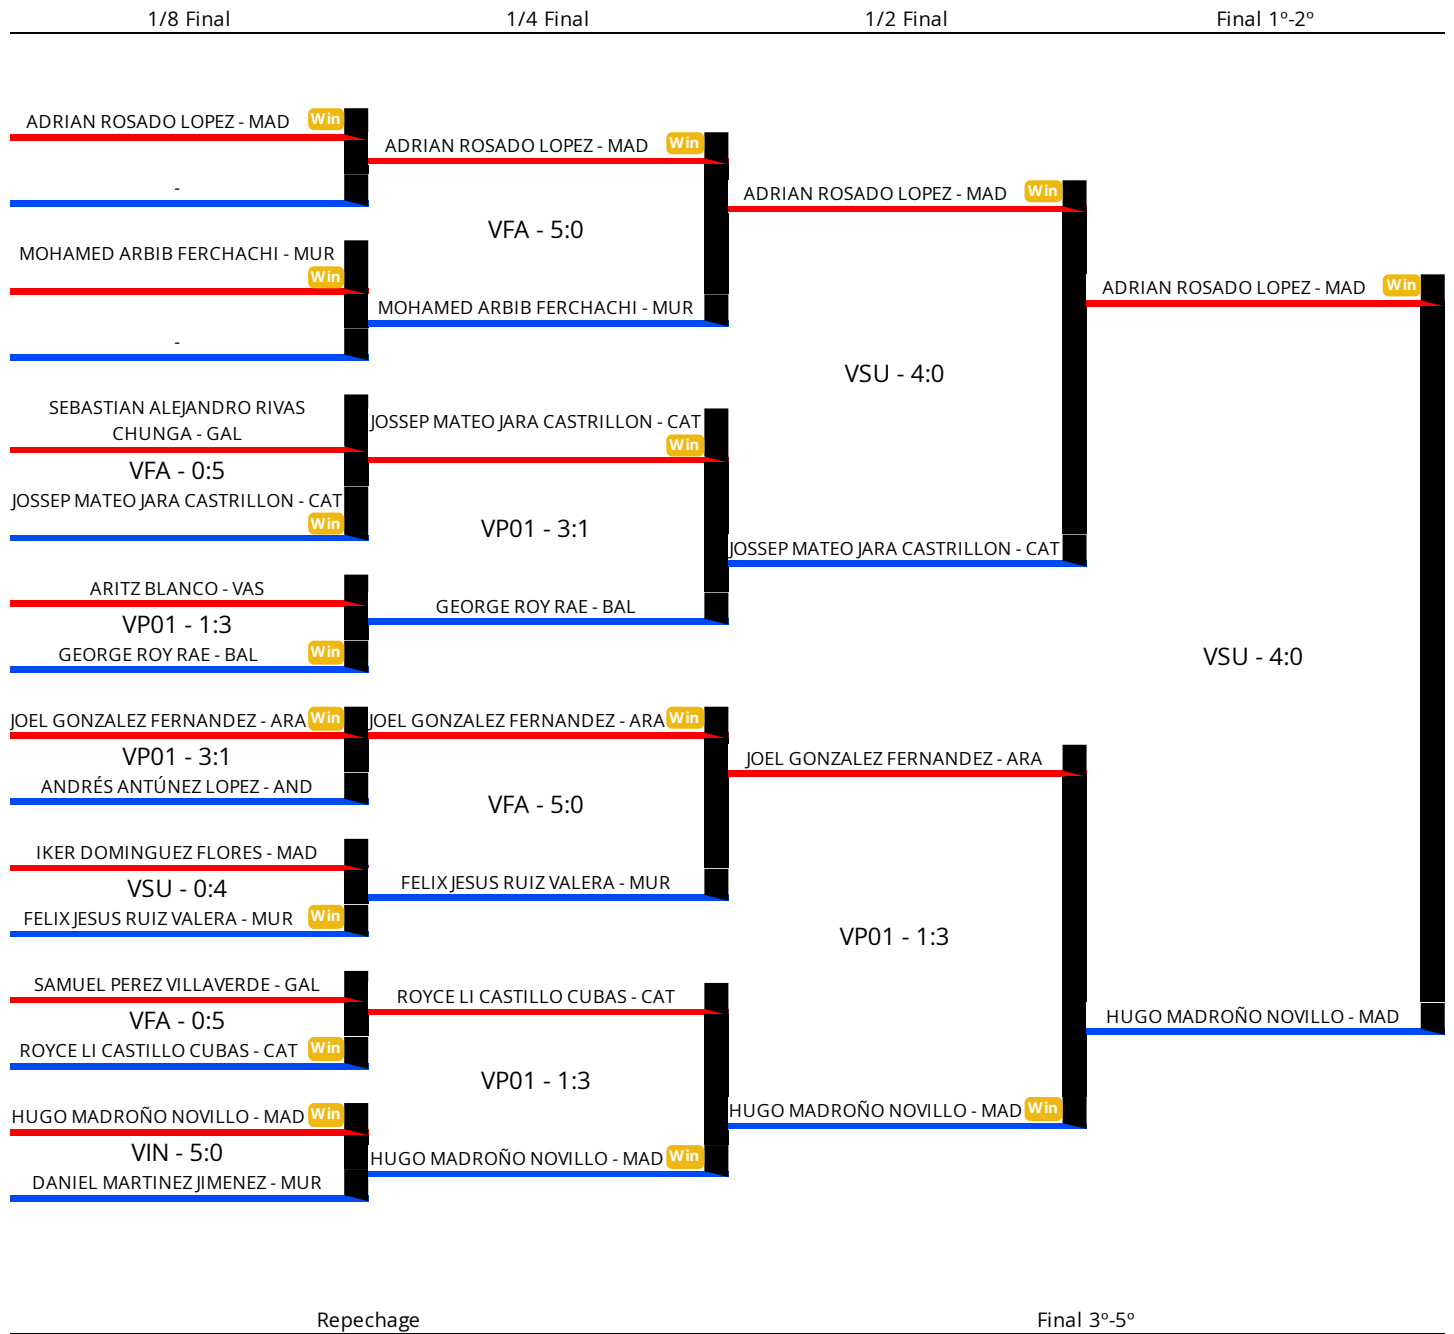 1/8 Final
1/4 Final
1/2 Final
Final 1º-2º
ADRIAN ROSADO LOPEZ - MAD Win
-
MOHAMED ARBIB FERCHACHI - MUR
Win
-
SEBASTIAN ALEJANDRO RIVAS
CHUNGA - GAL
VFA - 0:5
JOSSEP MATEO JARA CASTRILLON - CAT
Win
ARITZ BLANCO - VAS
VP01 - 1:3
GEORGE ROY RAE - BAL Win
JOEL GONZALEZ FERNANDEZ - ARA Win
VP01 - 3:1
ANDRÉS ANTÚNEZ LOPEZ - AND
IKER DOMINGUEZ FLORES - MAD
VSU - 0:4
FELIX JESUS RUIZ VALERA - MUR Win
SAMUEL PEREZ VILLAVERDE - GAL
VFA - 0:5
ROYCE LI CASTILLO CUBAS - CAT Win
HUGO MADROÑO NOVILLO - MAD Win
VIN - 5:0
DANIEL MARTINEZ JIMENEZ - MUR
ADRIAN ROSADO LOPEZ - MAD Win
VFA - 5:0
MOHAMED ARBIB FERCHACHI - MUR
JOSSEP MATEO JARA CASTRILLON - CAT
Win
VP01 - 3:1
GEORGE ROY RAE - BAL
JOEL GONZALEZ FERNANDEZ - ARA Win
VFA - 5:0
FELIX JESUS RUIZ VALERA - MUR
ROYCE LI CASTILLO CUBAS - CAT
VP01 - 1:3
HUGO MADROÑO NOVILLO - MAD Win
ADRIAN ROSADO LOPEZ - MAD Win
VSU - 4:0
JOSSEP MATEO JARA CASTRILLON - CAT
JOEL GONZALEZ FERNANDEZ - ARA
VP01 - 1:3
HUGO MADROÑO NOVILLO - MAD Win
ADRIAN ROSADO LOPEZ - MAD Win
VSU - 4:0
HUGO MADROÑO NOVILLO - MAD
Repechage
Final 3º-5º